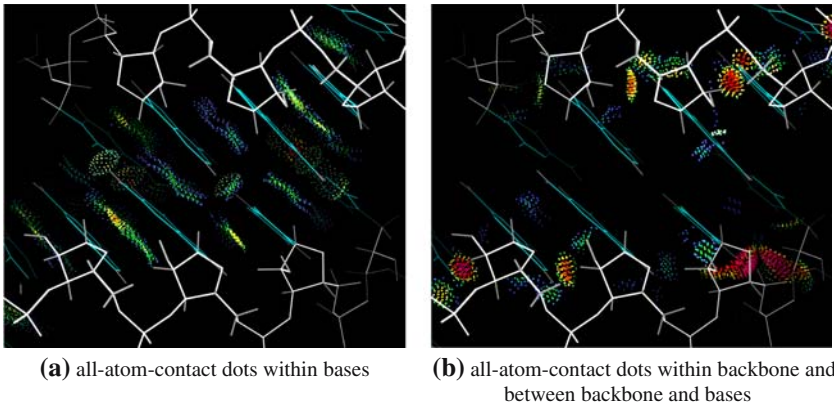 (a) all-atom-contact dots within bases
(b) all-atom-contact dots within backbone and
between backbone and bases